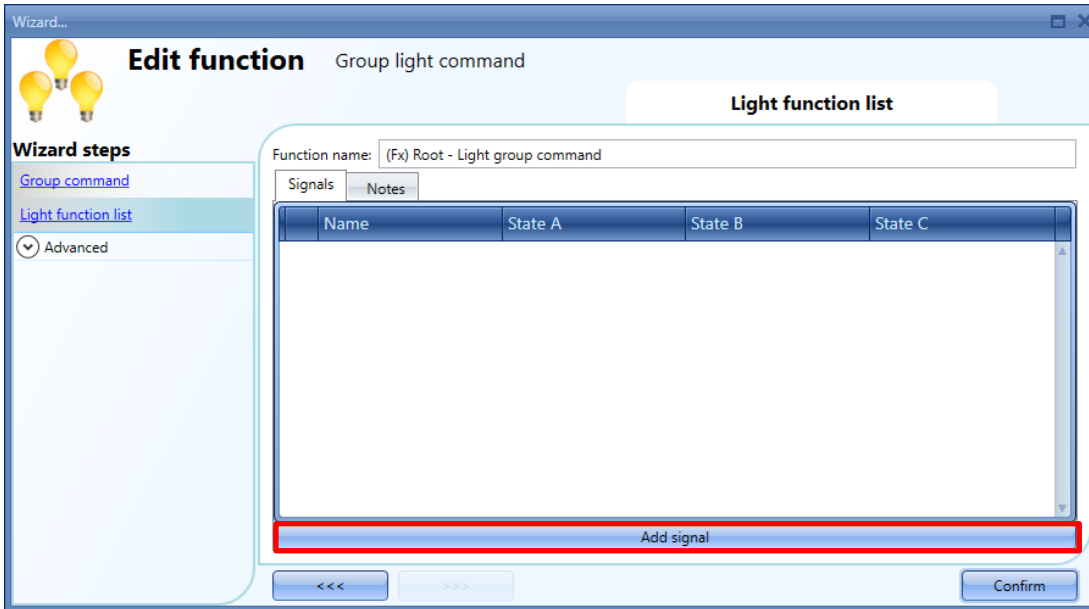 Wizard...
Edit function Group light command
Light function list
Wizard steps
Group command
Light function list
Advanced
Function name: (Fx) Root - Light group command
Signals Notes
Name State A State B State C
Add signal
<<< >>> Confirm